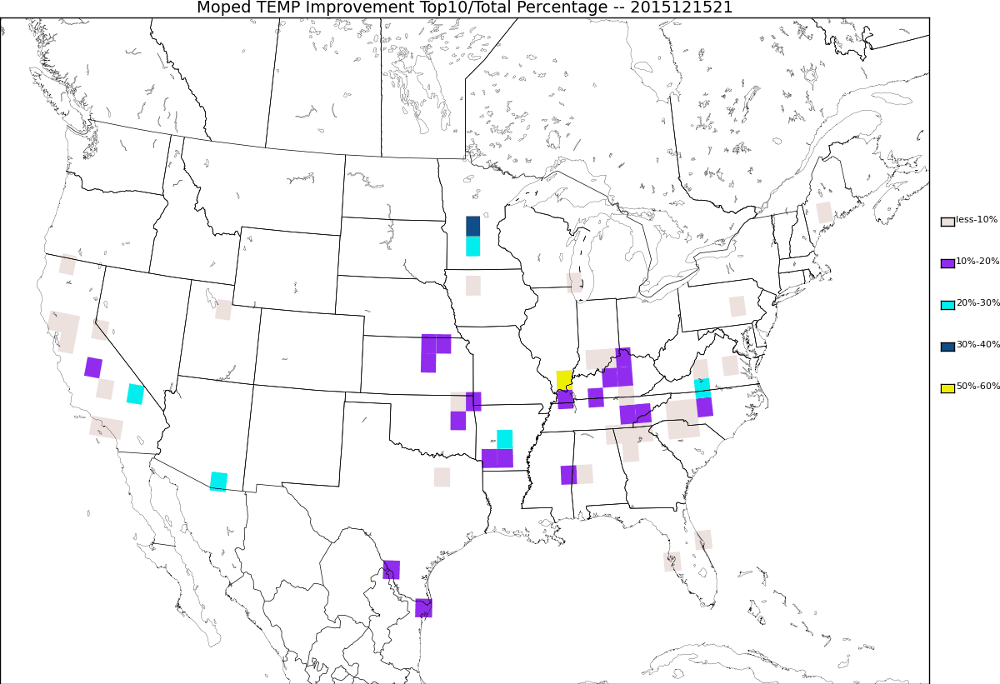 Moped TEMP Improvement Top10/Total Percentage -- 2015121521
less-10%
10%-20%
20%-30%
30%-40%
50%-60%